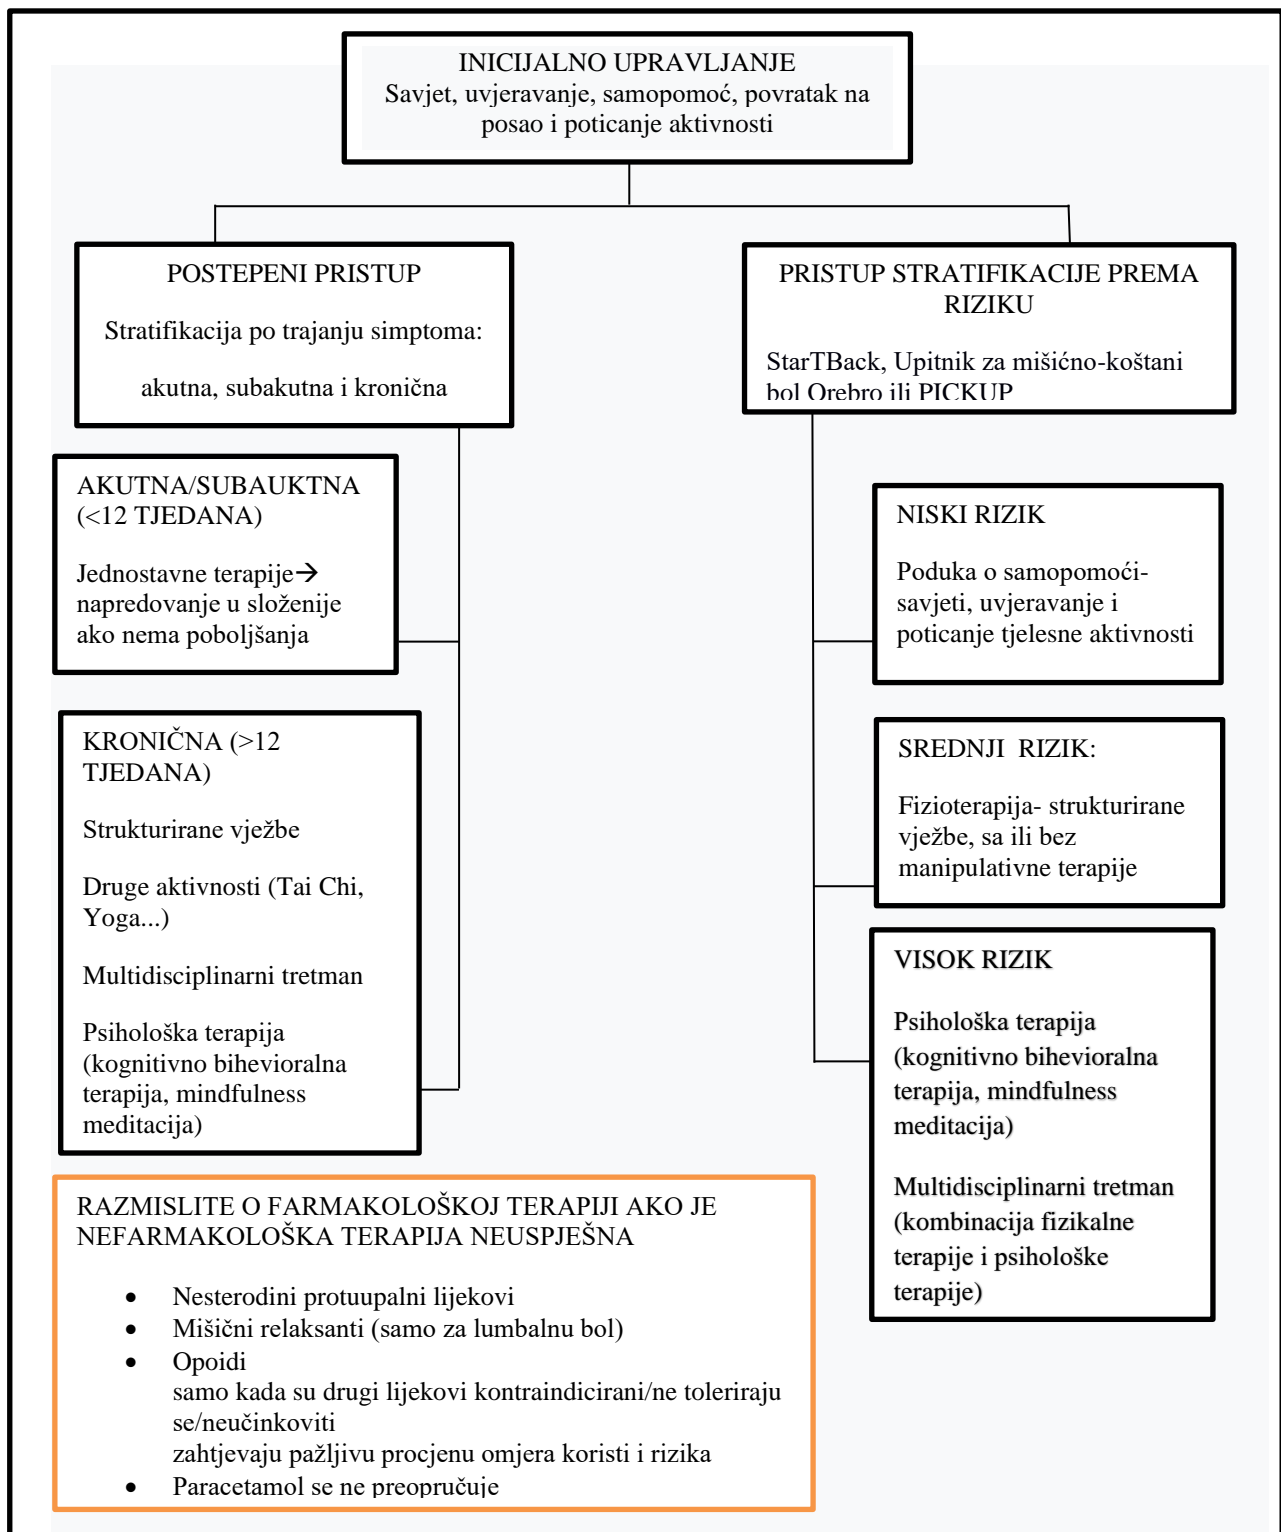 INICIJALNO UPRAVLJANJE
Savjet, uvjeravanje, samopomoć, povratak na
posao i poticanje aktivnosti
POSTEPENI PRISTUP
Stratifikacija po trajanju simptoma:
akutna, subakutna i kronična
PRISTUP STRATIFIKACIJE PREMA
RIZIKU
StarTBack, Upitnik za mišićno-koštani
bol Orebro ili PICKUP
AKUTNA/SUBAUKTNA
(<12 TJEDANA)
Jednostavne terapije→
napredovanje u složenije
ako nema poboljšanja
KRONIČNA (>12
TJEDANA)
Strukturirane vježbe
Druge aktivnosti (Tai Chi,
Yoga...)
Multidisciplinarni tretman
Psihološka terapija
(kognitivno bihevioralna
terapija, mindfulness
meditacija)
NISKI RIZIK
Poduka o samopomoći-
savjeti, uvjeravanje i
poticanje tjelesne aktivnosti
SREDNJI  RIZIK:
Fizioterapija- strukturirane
vježbe, sa ili bez
manipulativne terapije
VISOK RIZIK
Psihološka terapija
(kognitivno bihevioralna
terapija, mindfulness
meditacija)
Multidisciplinarni tretman
(kombinacija fizikalne
terapije i psihološke
terapije)
RAZMISLITE O FARMAKOLOŠKOJ TERAPIJI AKO JE
NEFARMAKOLOŠKA TERAPIJA NEUSPJEŠNA
• Nesterodini protuupalni lijekovi
• Mišični relaksanti (samo za lumbalnu bol)
• Opoidi
samo kada su drugi lijekovi kontraindicirani/ne toleriraju
se/neučinkoviti
zahtjevaju pažljivu procjenu omjera koristi i rizika
• Paracetamol se ne preopručuje